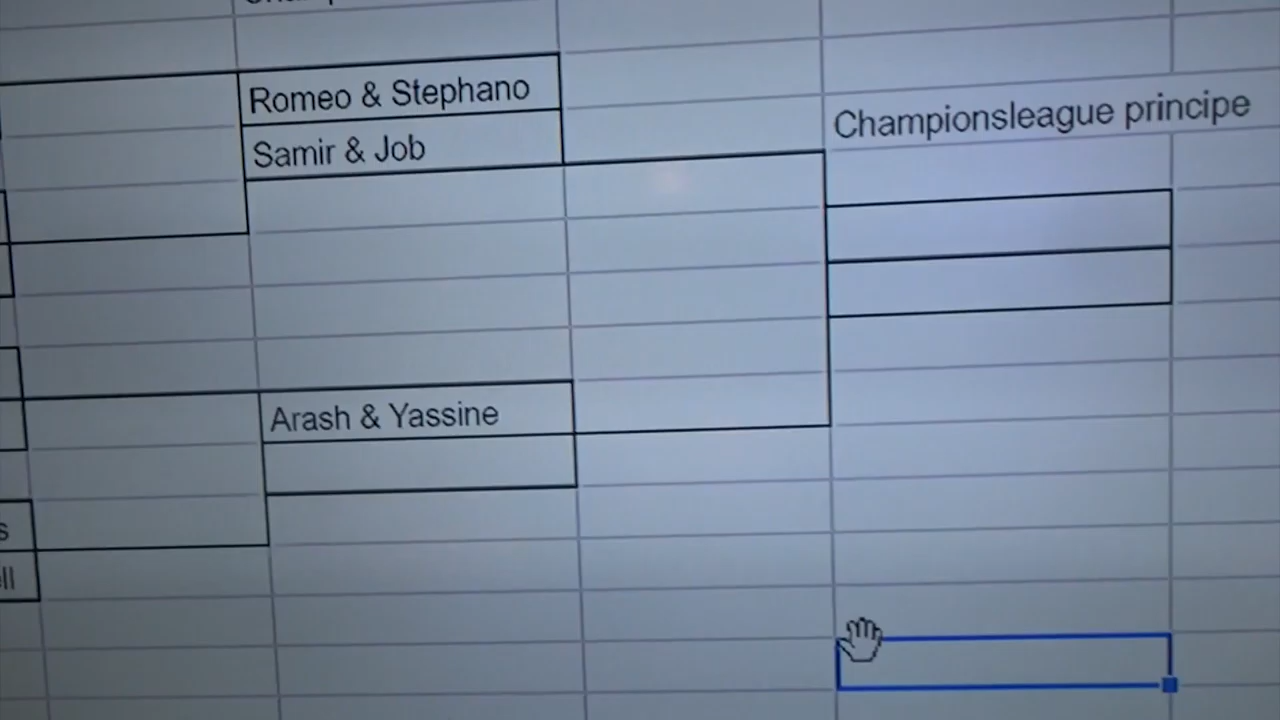 Romeo & Stephano
Samir & Job
Championsleague principe
Arash & Yassine